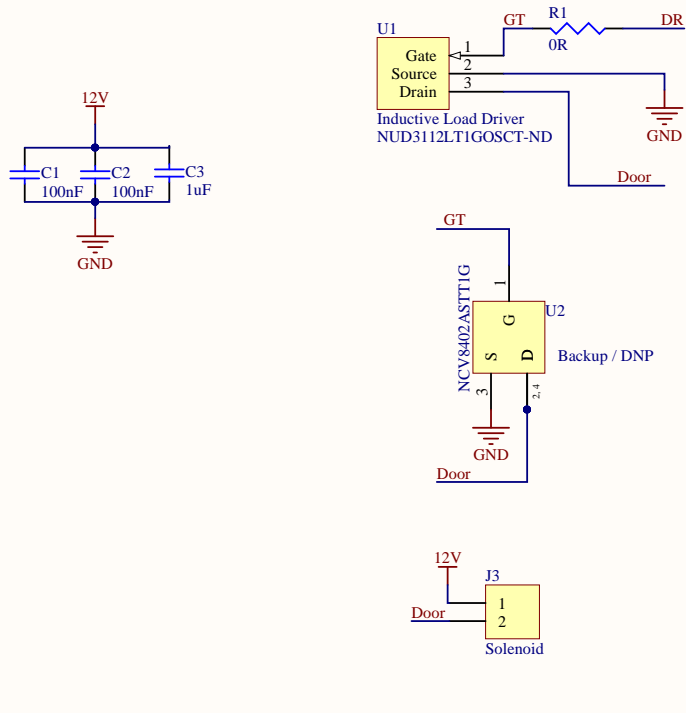 12V
C1
100nF
C2
100nF
C3
1uF
GND
U1
Gate
Source
Drain
1
2
3
Inductive Load Driver
NUD3112LT1GOSCT-ND
GT
R1
0R
DR
GND
Door
GT
1
NCV8402ASTT1G
U2
G
S
D
Backup / DNP
3
2, 4
GND
Door
12V
J3
Door
1
2
Solenoid